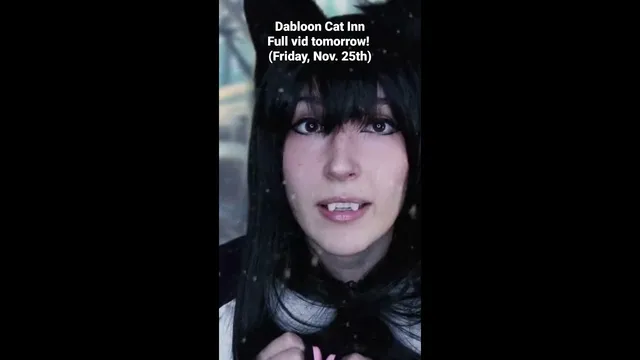 Dabloon Cat Inn
Full vid tomorrow!
(Friday, Nov. 25th)